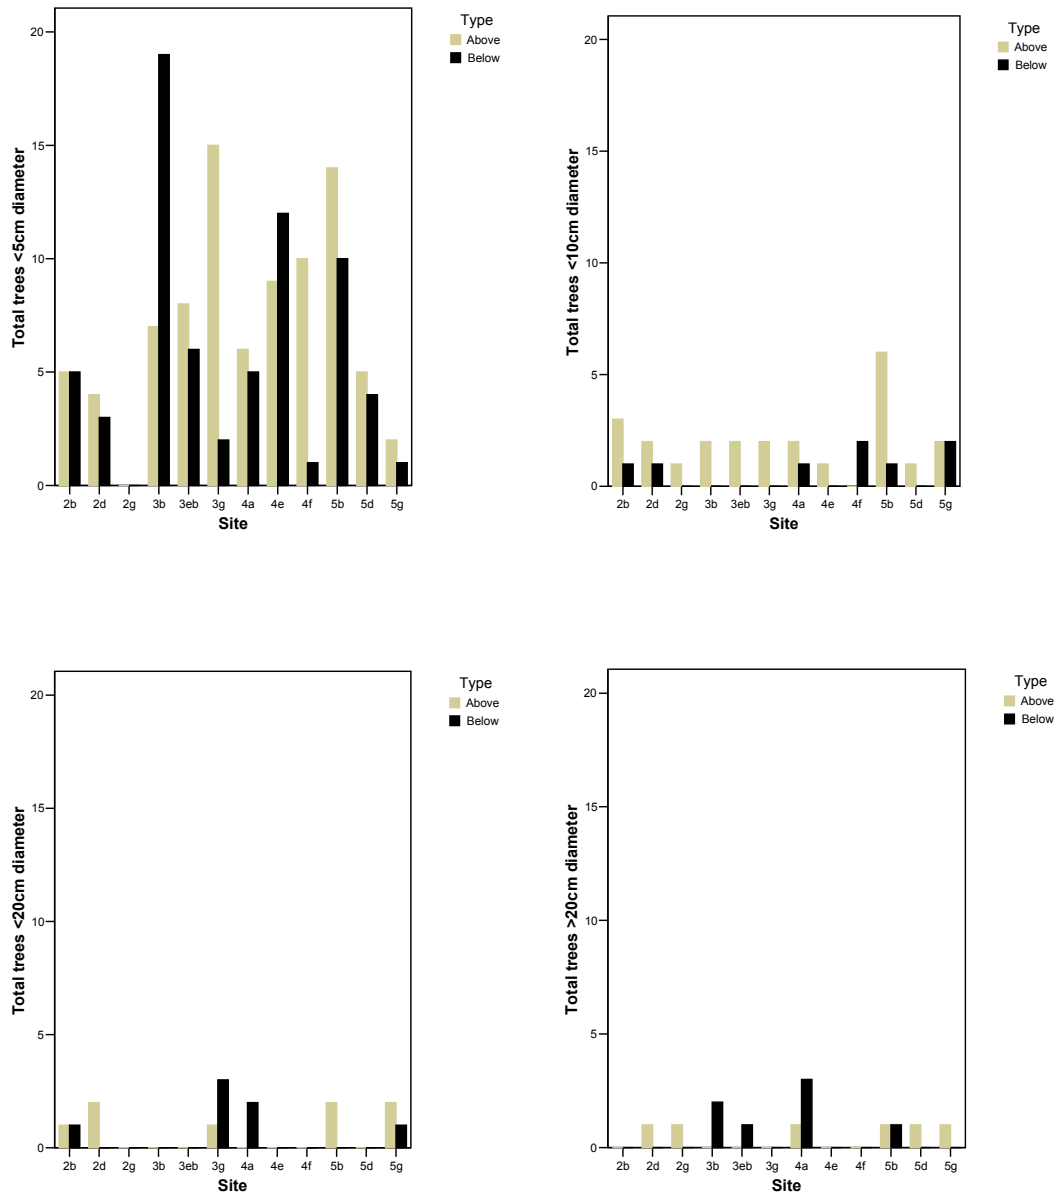 Type
Above
Below
Total trees <5cm diameter
20
15
10
5
0
2b 2d 2g 3b 3eb 3g 4a 4e 4f 5b 5d 5g
Site
Type
Above
Below
Total trees <10cm diameter
20
15
10
5
0
2b 2d 2g 3b 3eb 3g 4a 4e 4f 5b 5d 5g
Site
Type
Above
Below
Total trees <20cm diameter
20
15
10
5
0
2b 2d 2g 3b 3eb 3g 4a 4e 4f 5b 5d 5g
Site
Type
Above
Below
Total trees >20cm diameter
20
15
10
5
0
2b 2d 2g 3b 3eb 3g 4a 4e 4f 5b 5d 5g
Site